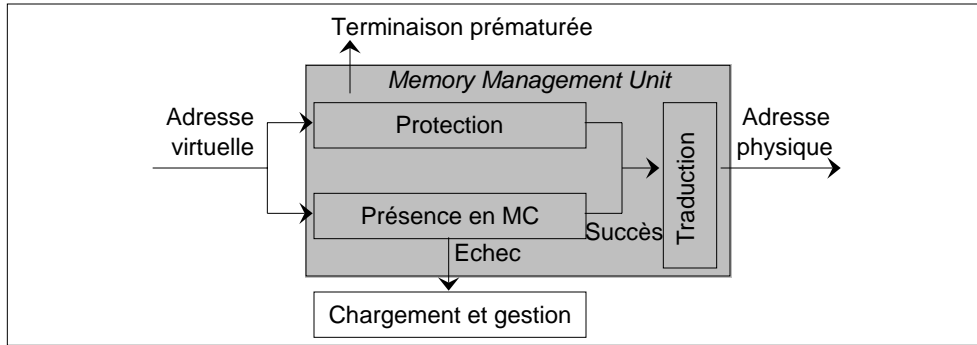 Terminaison prématurée
Memory Management Unit
Adresse
virtuelle
Protection
Traduction
Adresse
physique
Présence en MC
Succès
Echec
Chargement et gestion